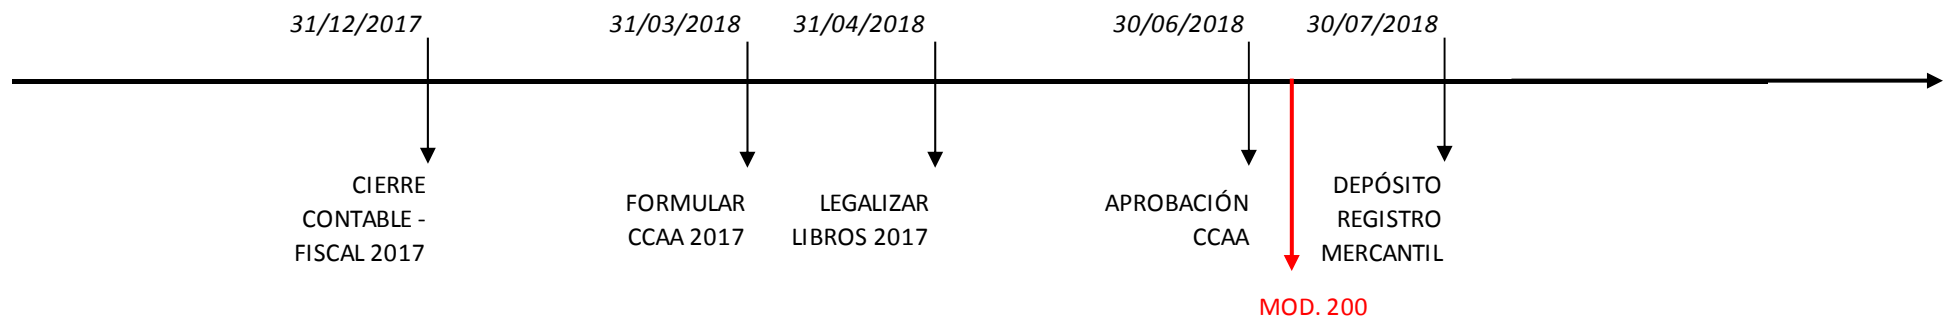 31/12/2017
31/03/2018
31/04/2018
30/06/2018
30/07/2018
CIERRE
CONTABLE -
FISCAL 2017
FORMULAR
CCAA 2017
LEGALIZAR
LIBROS 2017
APROBACIÓN
CCAA
DEPÓSITO
REGISTRO
MERCANTIL
MOD. 200